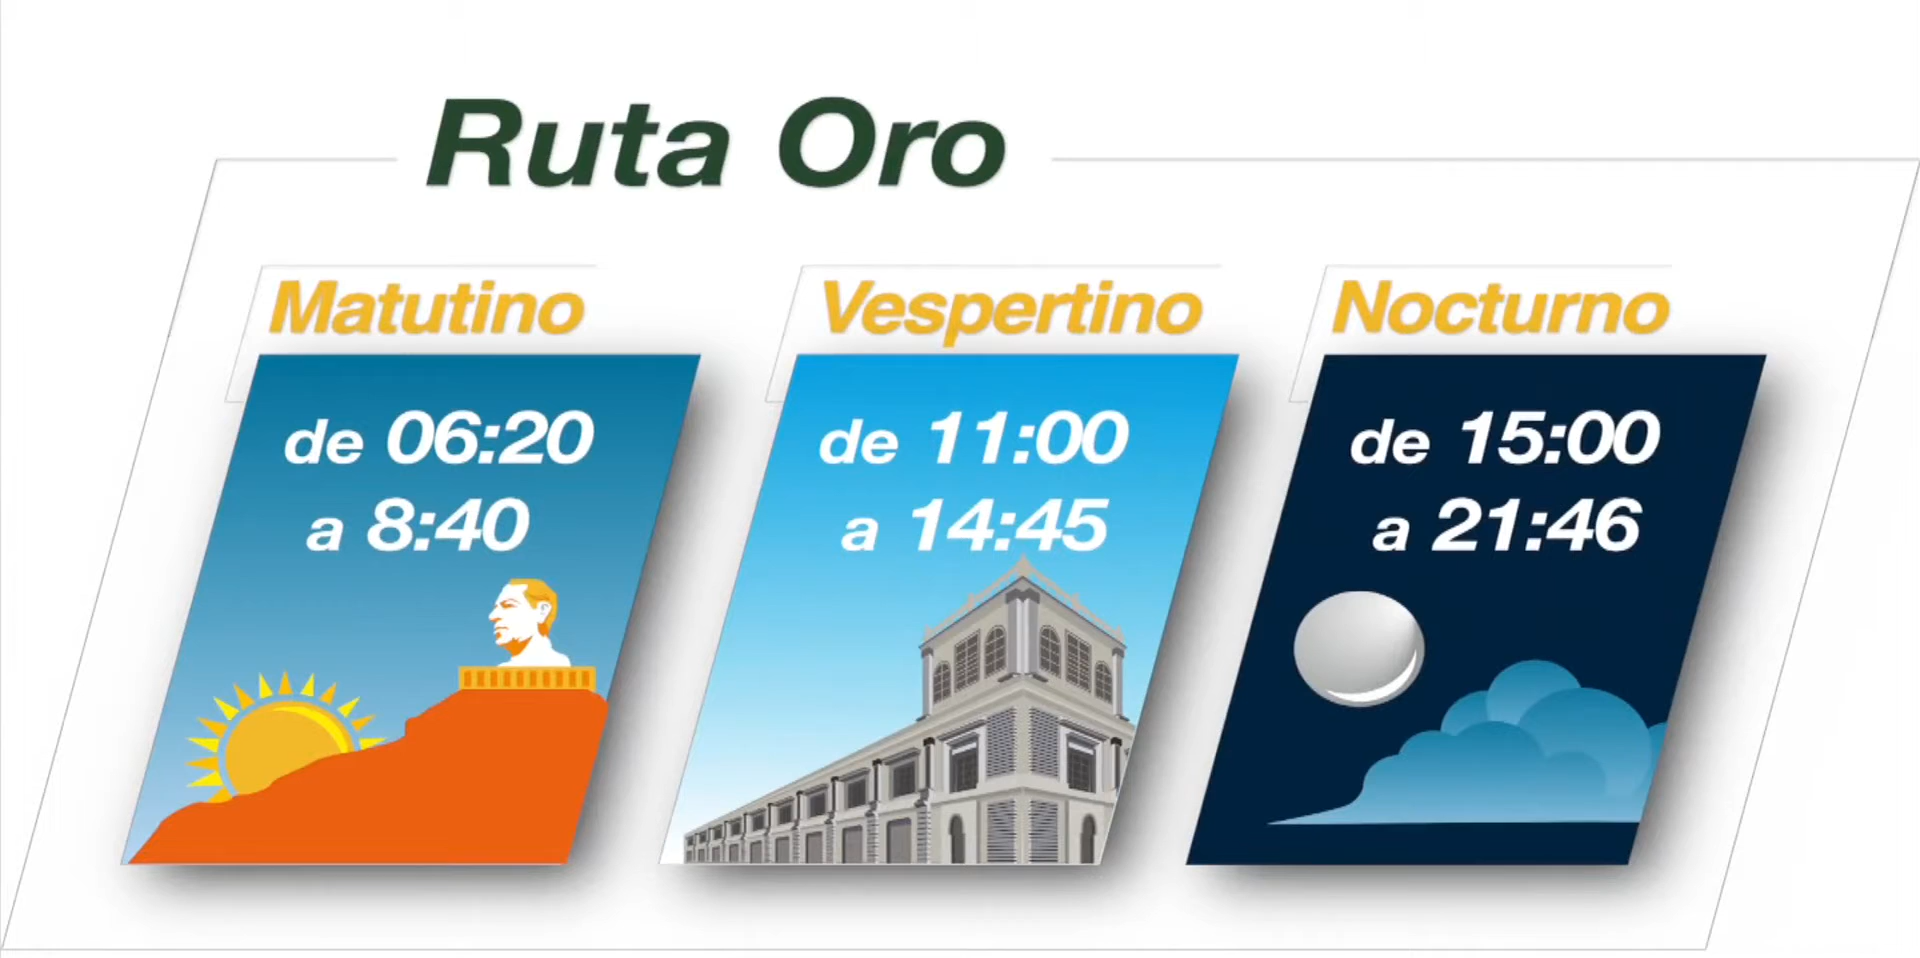 Ruta Oro
Matutino
de 06:20
a 8:40
Vespertino
de 11:00
a 14:45
Nocturno
de 15:00
a 21:46